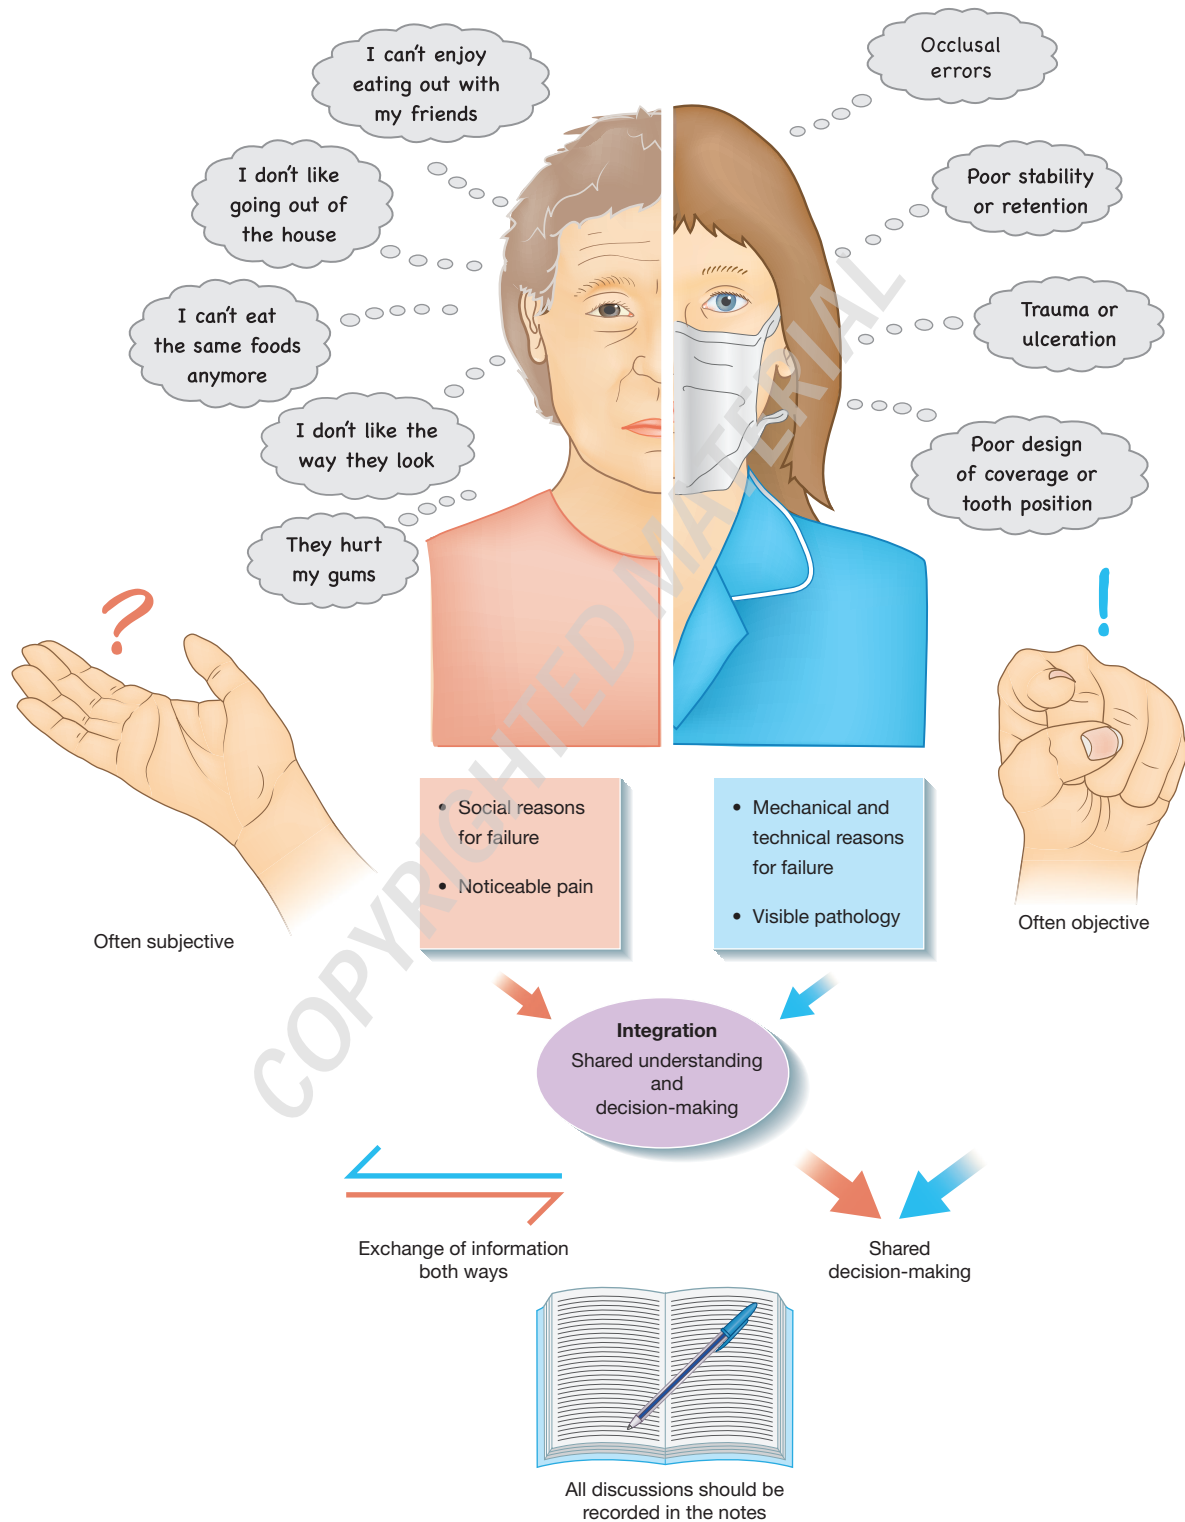 I can't enjoy
eating out with
my friends
I don't like
going out of
the house
I can't eat
the same foods
anymore
I don't like the
way they look
They hurt
my gums
Occlusal
errors
Poor stability
or retention
Trauma or
ulceration
Poor design
of coverage or
tooth position
?
!
• Social reasons
for failure
• Noticeable pain
• Mechanical and
technical reasons
for failure
• Visible pathology
Often subjective
Often objective
Integration
Shared understanding
and
decision-making
Exchange of information
both ways
Shared
decision-making
All discussions should be
recorded in the notes
COPYRIGHTED MATERIAL